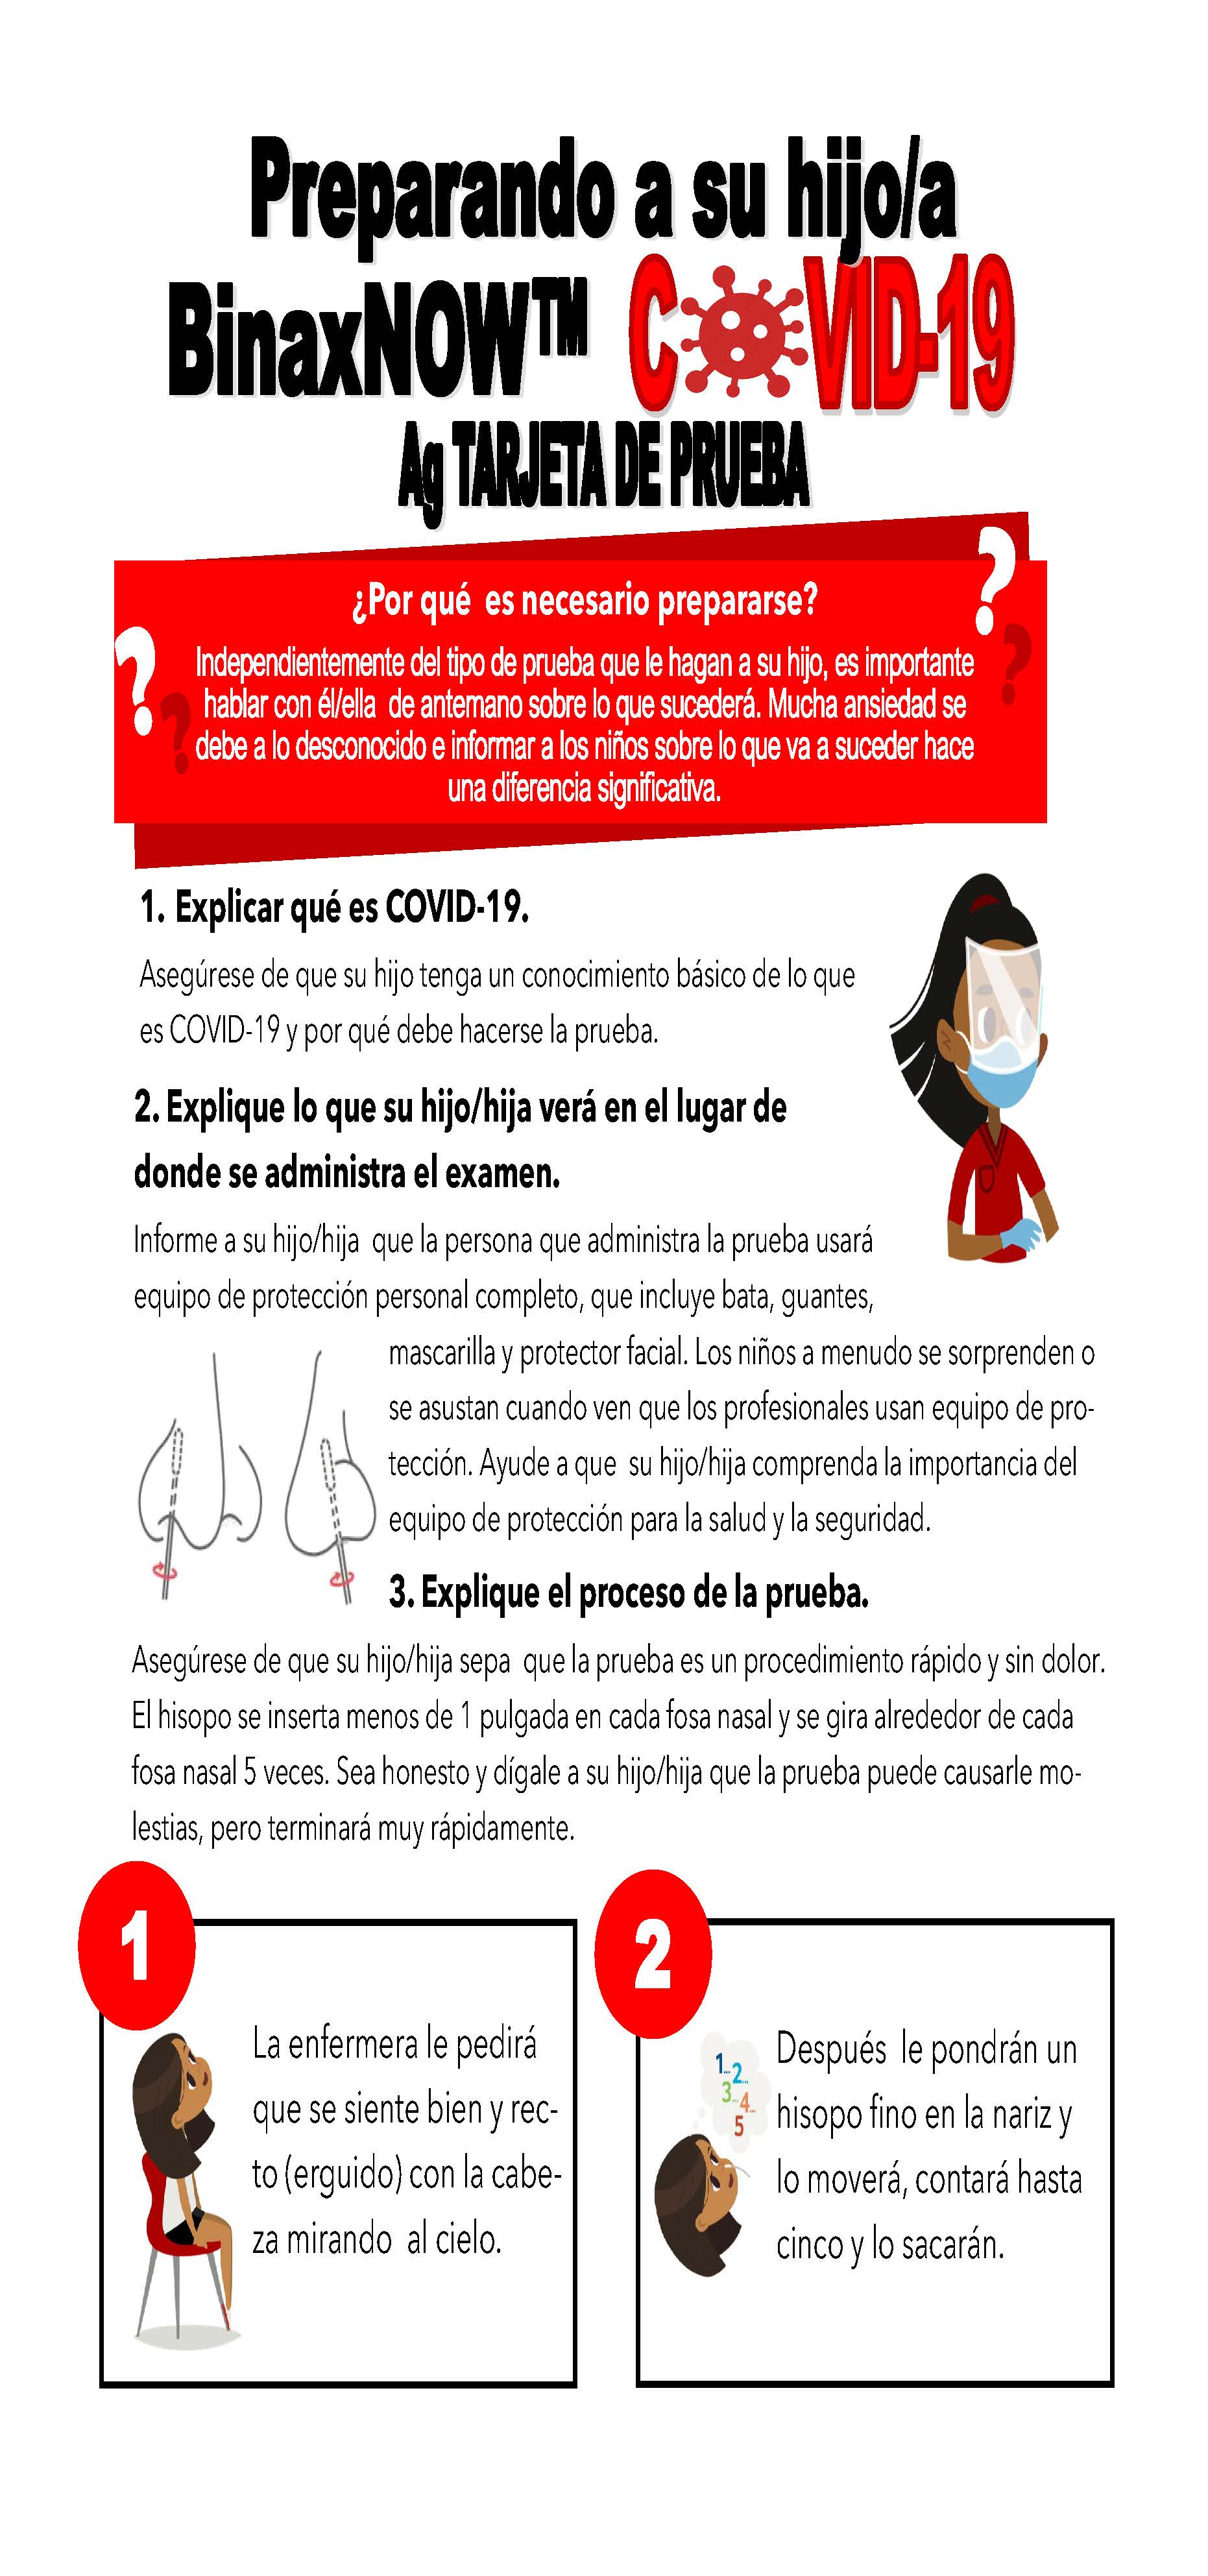 Preparando a su hijo/a
BinaxNOW™ COVID-19
Ag TARJETA DE PRUEBA
¿Por qué es necesario prepararse?
Independientemente del tipo de prueba que le hagan a su hijo, es importante
hablar con él/ella de antemano sobre lo que sucederá. Mucha ansiedad se
debe a lo desconocido e informar a los niños sobre lo que va a suceder hace
una diferencia significativa.
? ? ? ?
1. Explicar qué es COVID-19.
Asegúrese de que su hijo tenga un conocimiento básico de lo que
es COVID-19 y por qué debe hacerse la prueba.
2. Explique lo que su hijo/hija verá en el lugar de
donde se administra el examen.
Informe a su hijo/hija que la persona que administra la prueba usará
equipo de protección personal completo, que incluye bata, guantes,
mascarilla y protector facial. Los niños a menudo se sorprenden o
se asustan cuando ven que los profesionales usan equipo de pro-
tección. Ayude a que su hijo/hija comprenda la importancia del
equipo de protección para la salud y la seguridad.
3. Explique el proceso de la prueba.
Asegúrese de que su hijo/hija sepa que la prueba es un procedimiento rápido y sin dolor.
El hisopo se inserta menos de 1 pulgada en cada fosa nasal y se gira alrededor de cada
fosa nasal 5 veces. Sea honesto y dígale a su hijo/hija que la prueba puede causarle mo-
lestias, pero terminará muy rápidamente.
1
La enfermera le pedirá
que se siente bien y rec-
to (erguido) con la cabe-
za mirando al cielo.
2
1...
2...
3...
4...
5
Después le pondrán un
hisopo fino en la nariz y
lo moverá, contará hasta
cinco y lo sacarán.